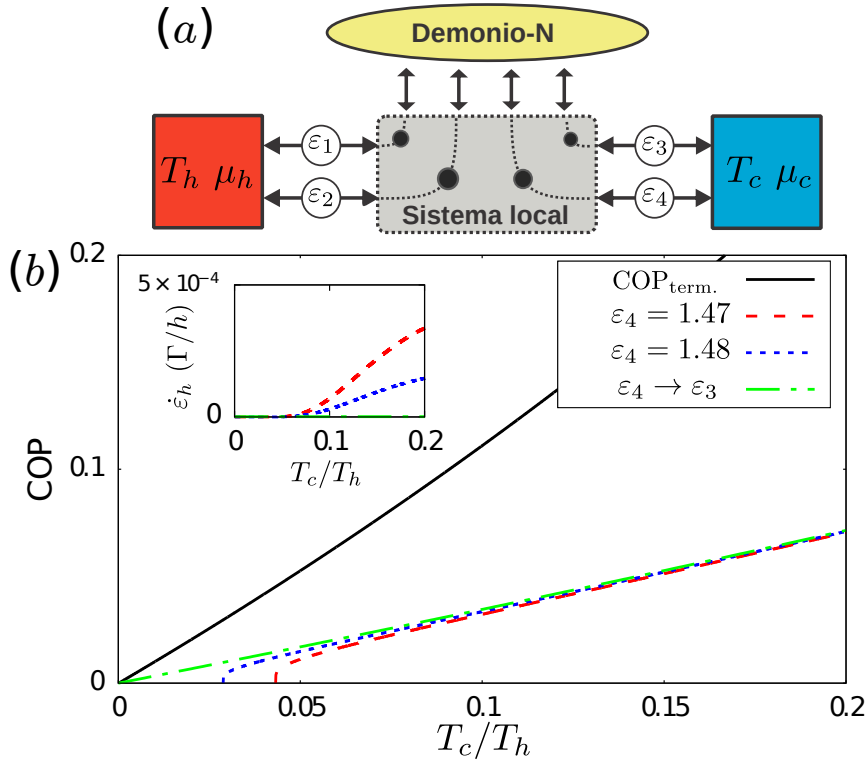 (a)
Demonio-N
T_h μ_h
ε_1
ε_2
Sistema local
ε_3
ε_4
T_c μ_c
(b)
COP
0.2
0.1
0
0
0.05
0.1
0.15
0.2
T_c/T_h
5×10^{-4}
0
ε̇_h (Γ/h)
0
0.1
0.2
T_c/T_h
COP_{term.}
ε_4 = 1.47
ε_4 = 1.48
ε_4 → ε_3